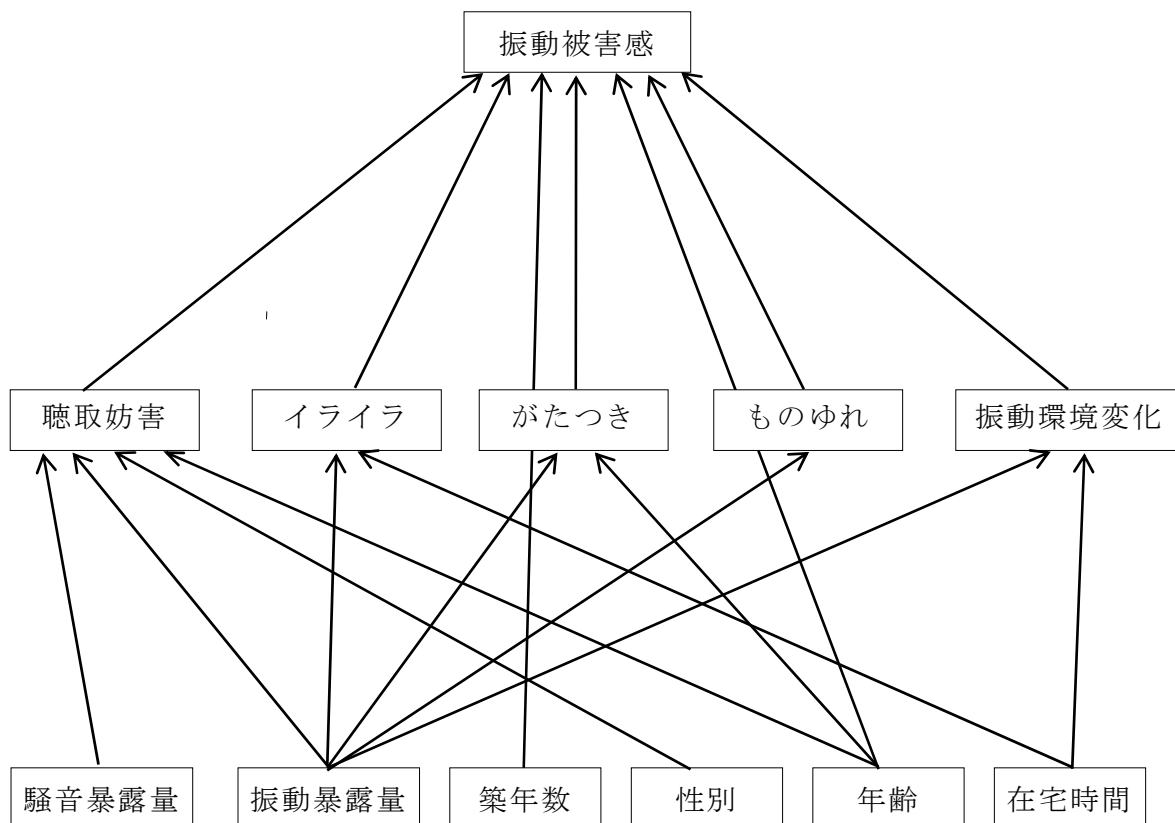 振動被害感
聴取妨害
イライラ
がたつき
ものゆれ
振動環境変化
騒音暴露量
振動暴露量
築年数
性別
年齢
在宅時間